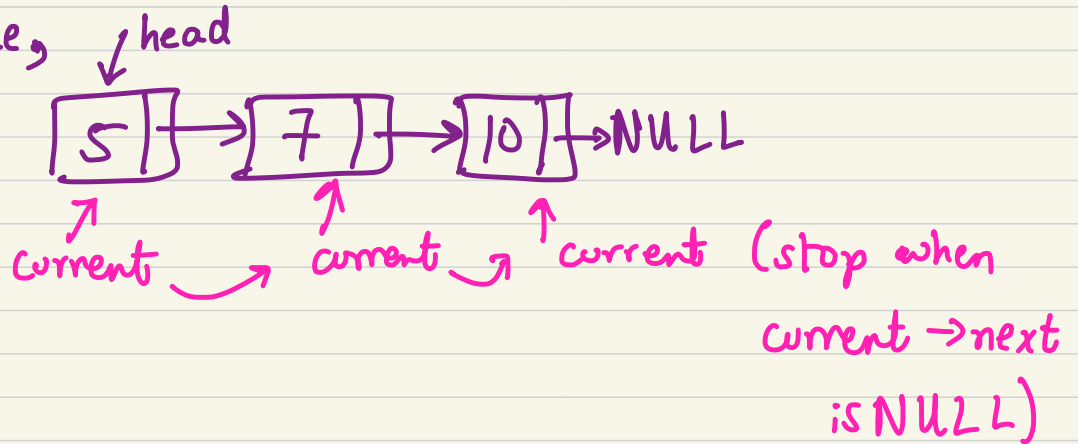 e, head
5 7 10 NULL
current current current (stop when
current →next
is NULL)